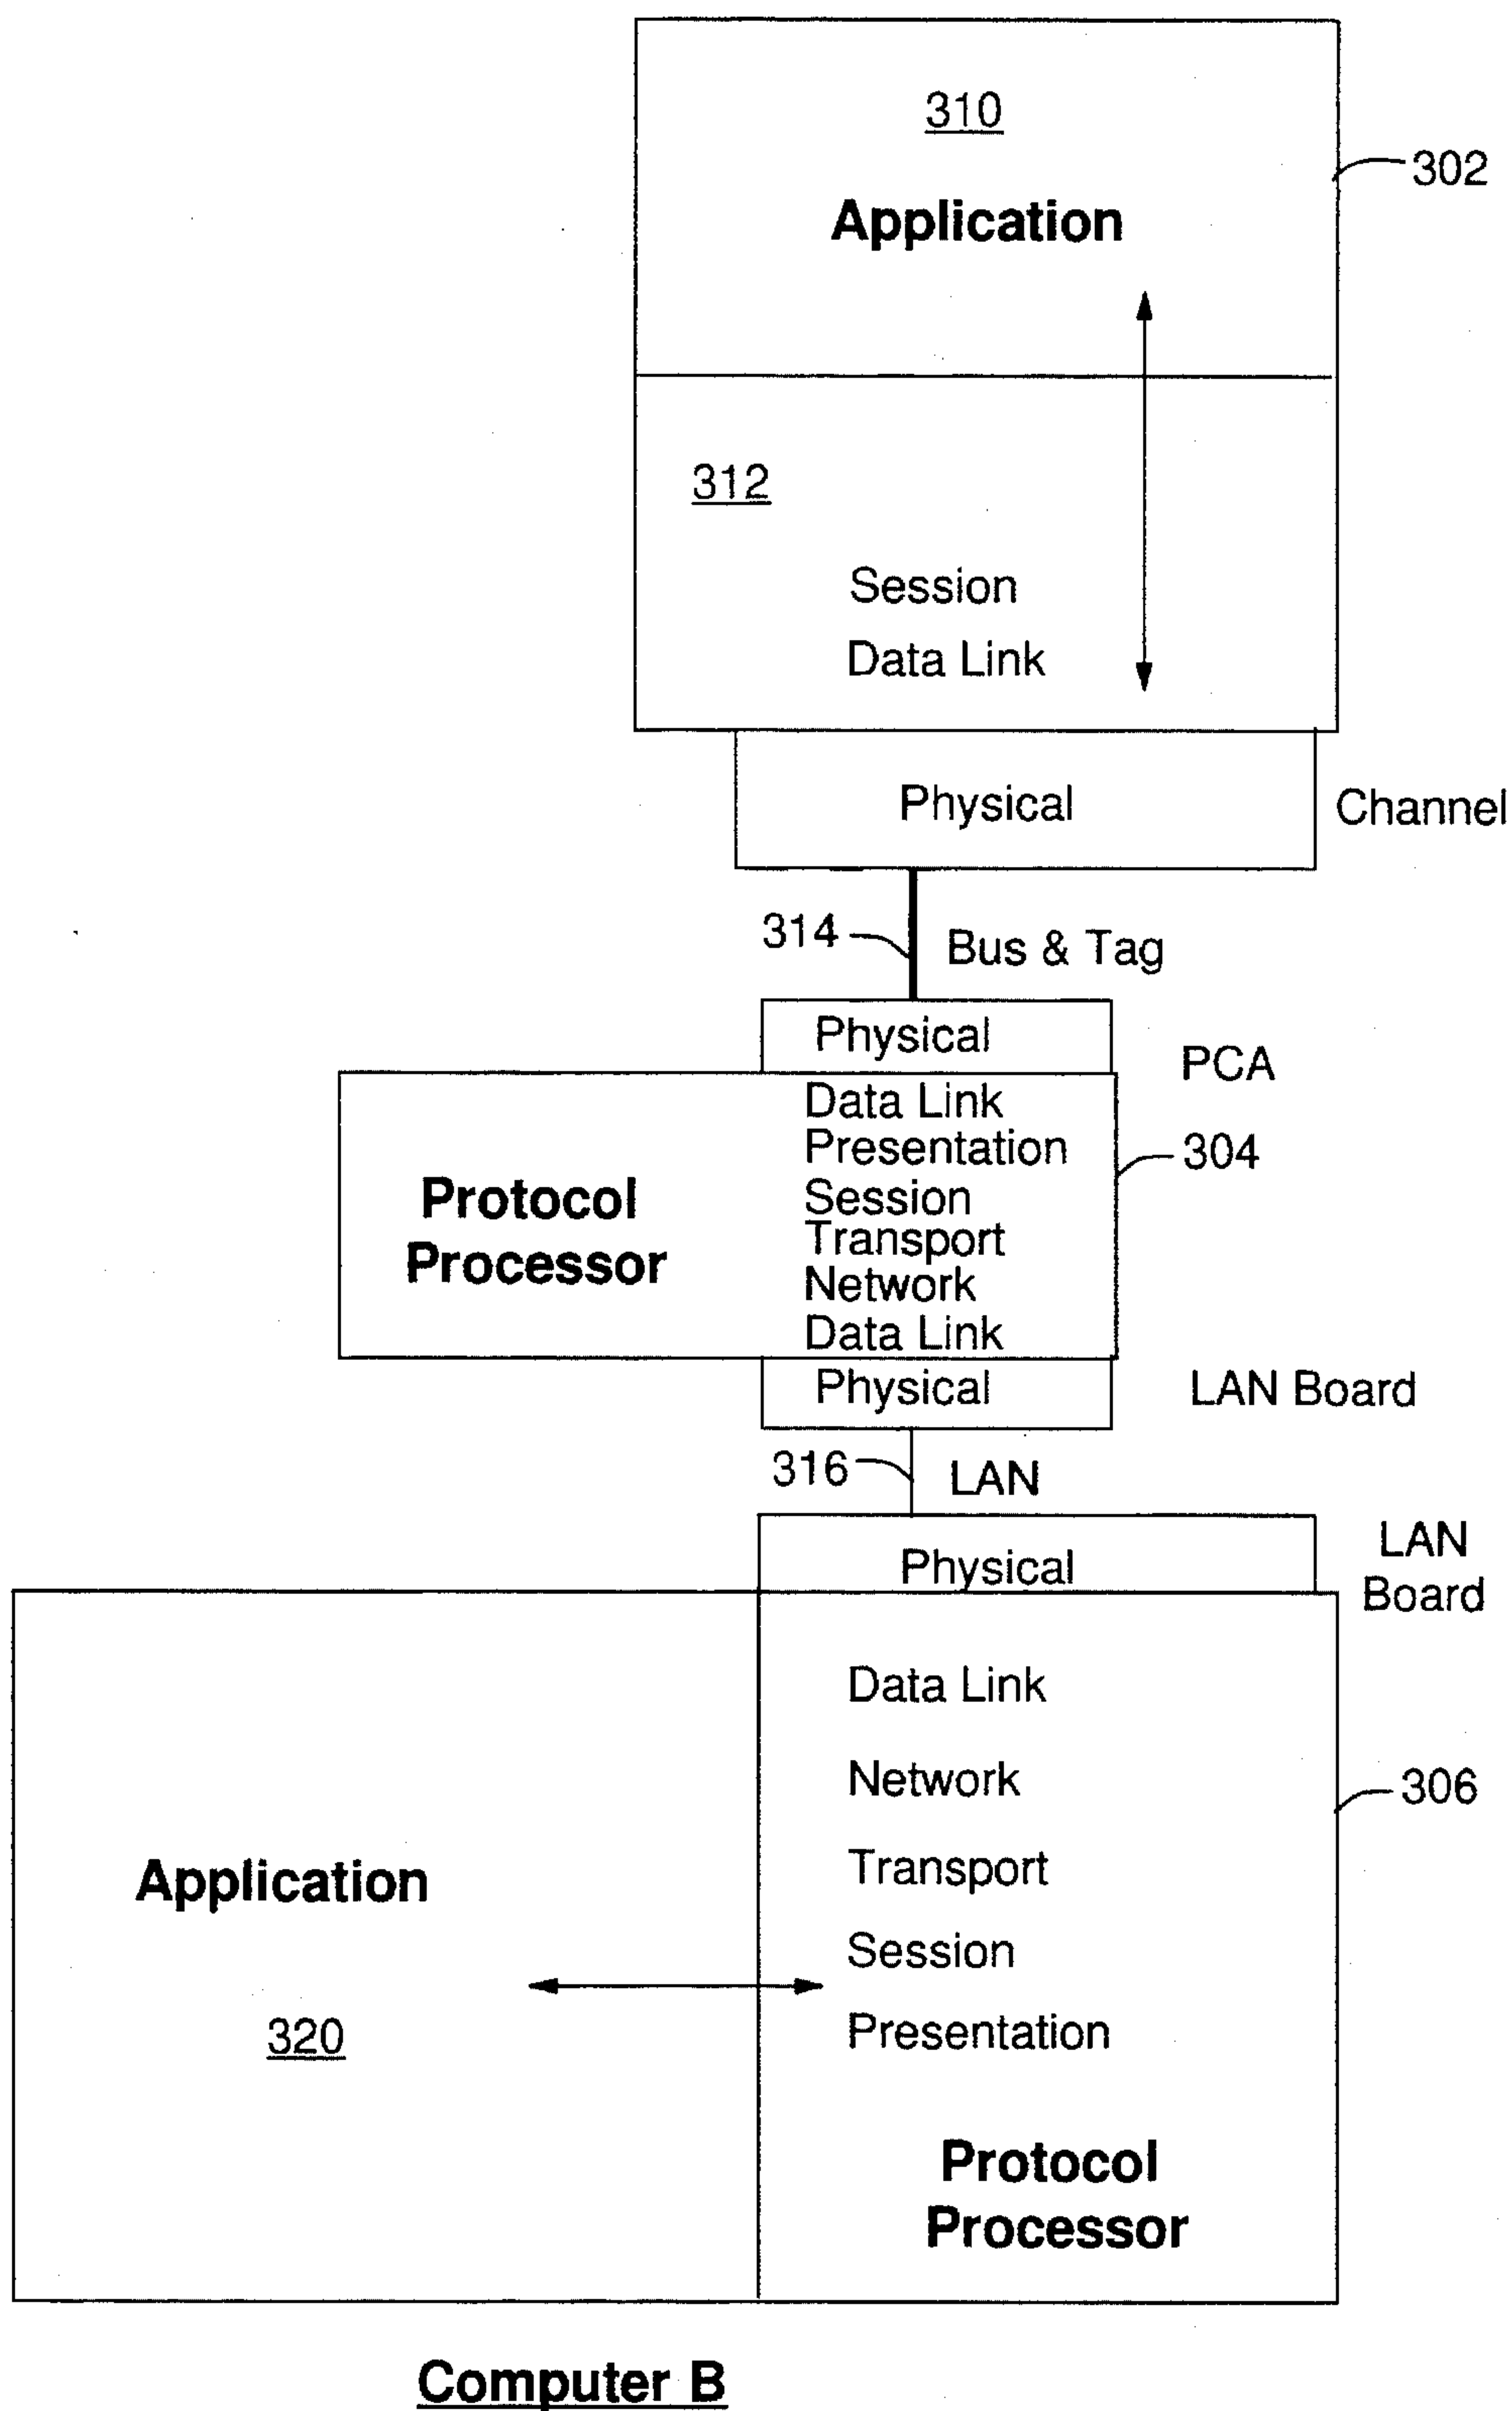 310
302
Application
312
Session
Data Link
Physical
Channel
314
Bus & Tag
Physical
PCA
Data Link
Presentation
304
Protocol
Processor
Session
Transport
Network
Data Link
Physical
LAN Board
316
LAN
LAN
Board
Physical
Data Link
Network
306
Application
Transport
Session
320
Presentation
Protocol
Processor
Computer B